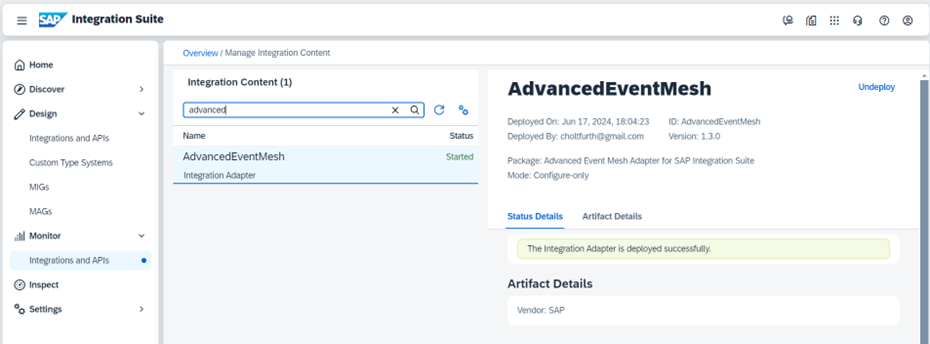 SAP Integration Suite
Home
Discover
Design
Integrations and APIs
Custom Type Systems
MIGs
MAGs
Monitor
Integrations and APIs
Inspect
Settings
Overview / Manage Integration Content
Integration Content (1)
advanced
Name Status
AdvancedEventMesh Started
Integration Adapter
AdvancedEventMesh Undeploy
Deployed On: Jun 17, 2024, 18:04:23 ID: AdvancedEventMesh
Deployed By: chottfurth@gmail.com Version: 1.3.0
Package: Advanced Event Mesh Adapter for SAP Integration Suite
Mode: Configure-only
Status Details Artifact Details
The Integration Adapter is deployed successfully.
Artifact Details
Vendor: SAP